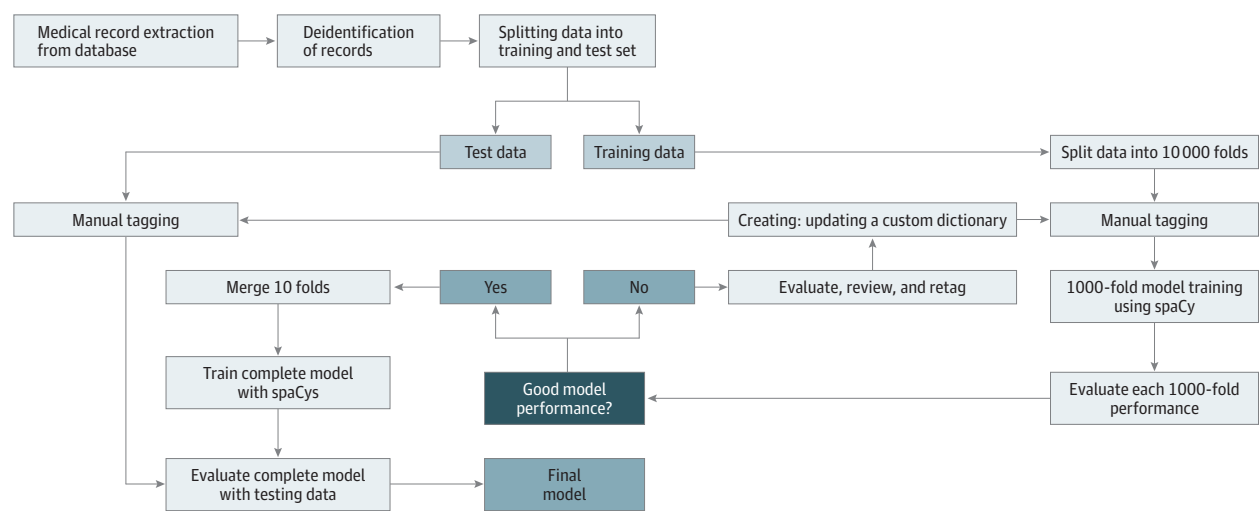 Medical record extraction
from database
Deidentification
of records
Splitting data into
training and test set
Test data
Training data
Split data into 10 000 folds
Manual tagging
Creating: updating a custom dictionary
Manual tagging
Merge 10 folds
Yes
No
Evaluate, review, and retag
1000-fold model training
using spaCy
Train complete model
with spaCys
Good model
performance?
Evaluate each 1000-fold
performance
Evaluate complete model
with testing data
Final
model